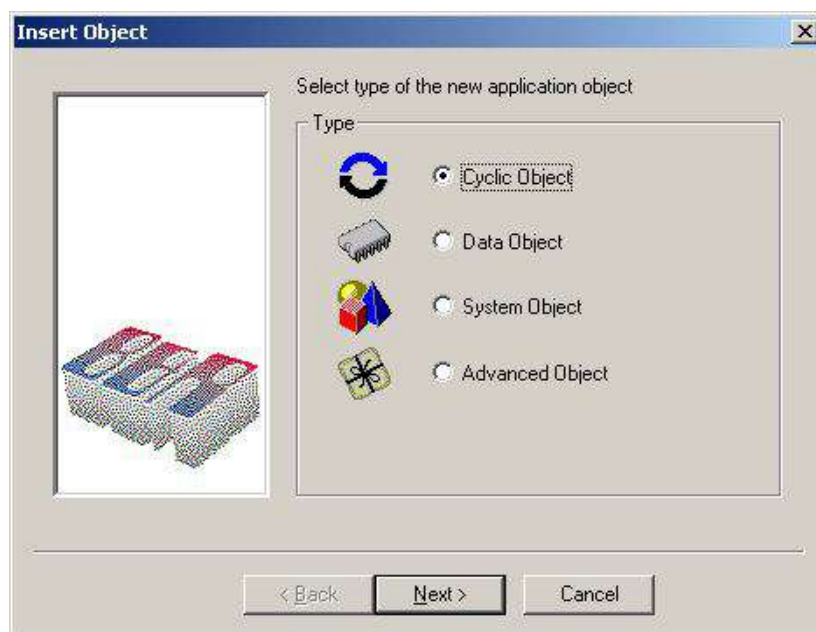 Insert Object
Select type of the new application object
Type
Cyclic Object
Data Object
System Object
Advanced Object
< Back
Next >
Cancel